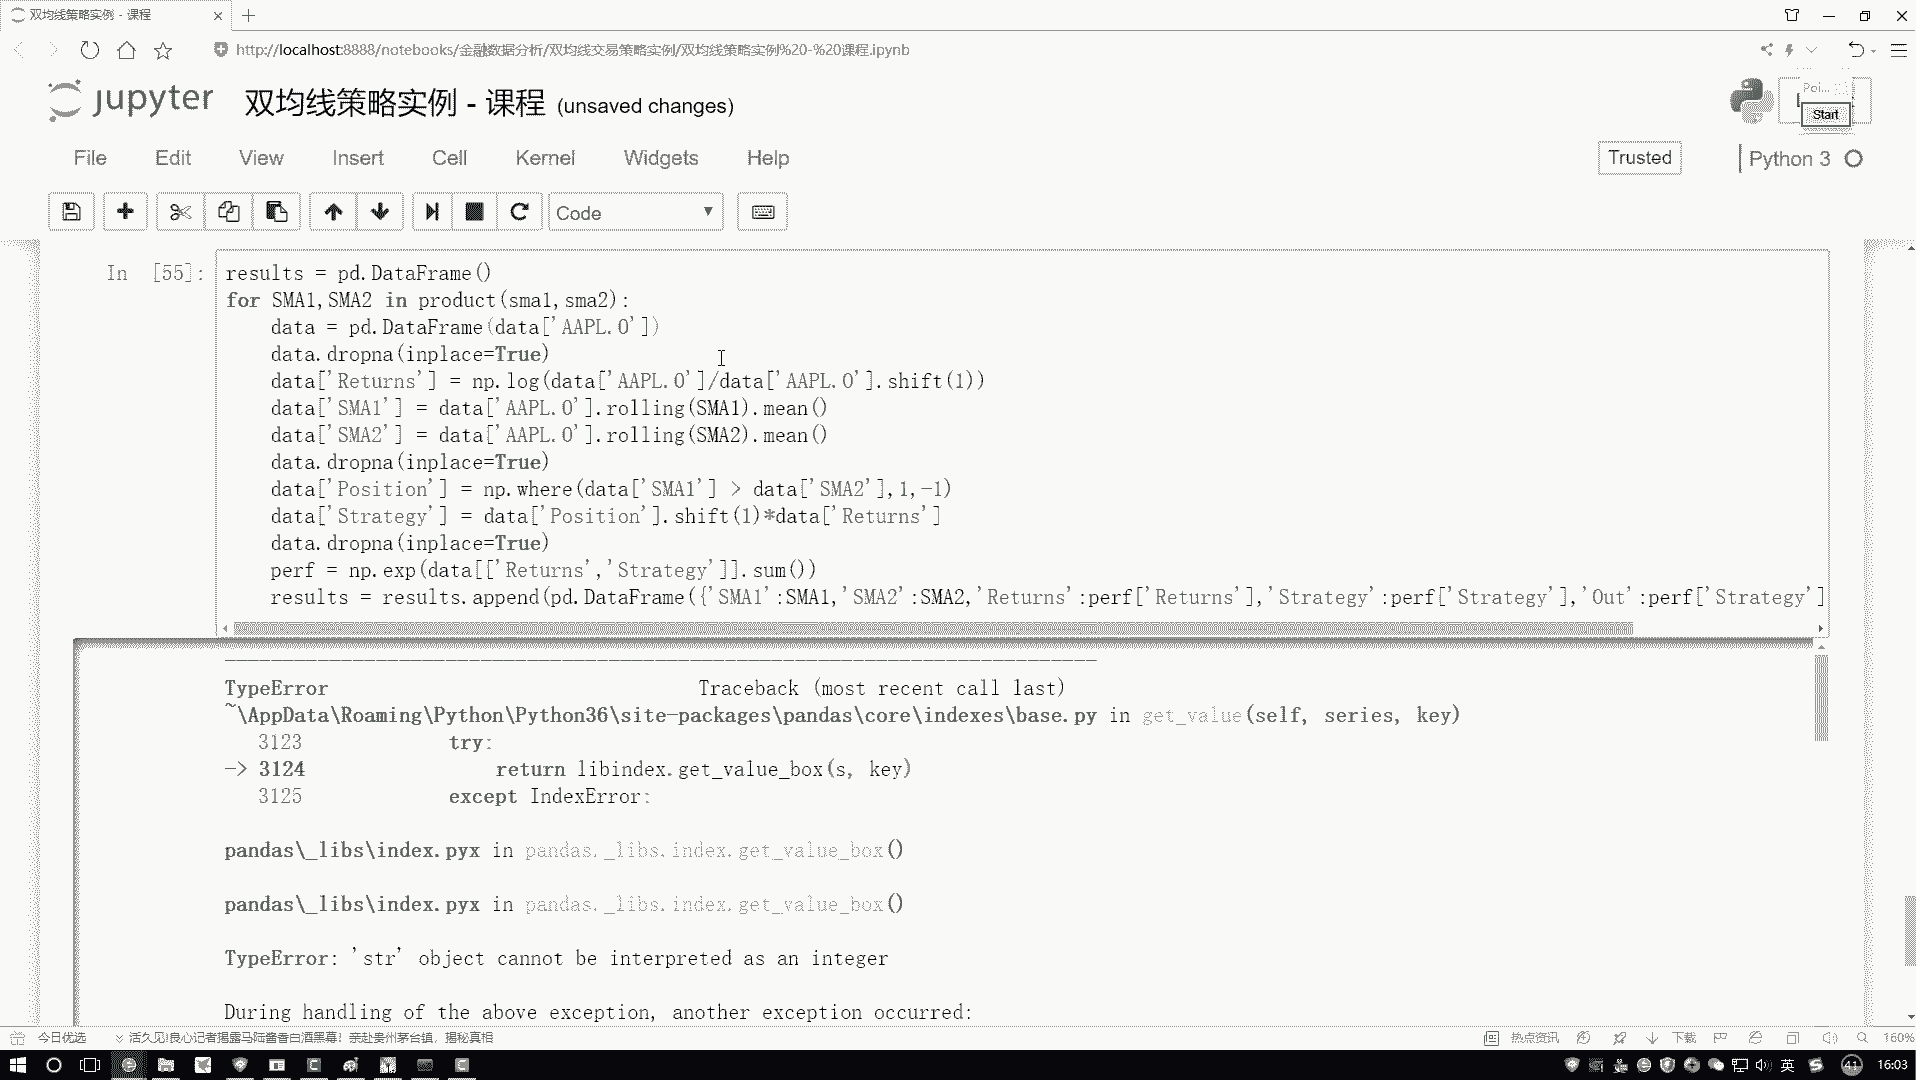 双均线策略实例 - 课程
http://localhost:8888/notebooks/金融数据分析/双均线交易策略实例/双均线策略实例%20-%20课程.ipynb
jupyter 双均线策略实例 - 课程 (unsaved changes)
Poi...
Start
File Edit View Insert Cell Kernel Widgets Help
Trusted
Python 3
Code
In [55]:
results = pd.DataFrame()
for SMA1,SMA2 in product(sma1,sma2):
    data = pd.DataFrame(data['AAPL.O'])
    data.dropna(inplace=True)
    data['Returns'] = np.log(data['AAPL.O']/data['AAPL.O'].shift(1))
    data['SMA1'] = data['AAPL.O'].rolling(SMA1).mean()
    data['SMA2'] = data['AAPL.O'].rolling(SMA2).mean()
    data.dropna(inplace=True)
    data['Position'] = np.where(data['SMA1'] > data['SMA2'],1,-1)
    data['Strategy'] = data['Position'].shift(1)*data['Returns']
    data.dropna(inplace=True)
    perf = np.exp(data[['Returns','Strategy']].sum())
    results = results.append(pd.DataFrame({'SMA1':SMA1,'SMA2':SMA2,'Returns':perf['Returns'],'Strategy':perf['Strategy'],'Out':perf['Strategy']
TypeError Traceback (most recent call last)
~\AppData\Roaming\Python\Python36\site-packages\pandas\core\indexes\base.py in get_value(self, series, key)
   3123             try:
-> 3124                 return libindex.get_value_box(s, key)
   3125             except IndexError:
pandas\_libs\index.pyx in pandas._libs.index.get_value_box()
pandas\_libs\index.pyx in pandas._libs.index.get_value_box()
TypeError: 'str' object cannot be interpreted as an integer
During handling of the above exception, another exception occurred:
今日优选 活久见!良心记者揭露马陆酱香白酒黑幕! 亲赴贵州茅台镇，揭秘真相
热点资讯 下载 160%
英 41 16:03